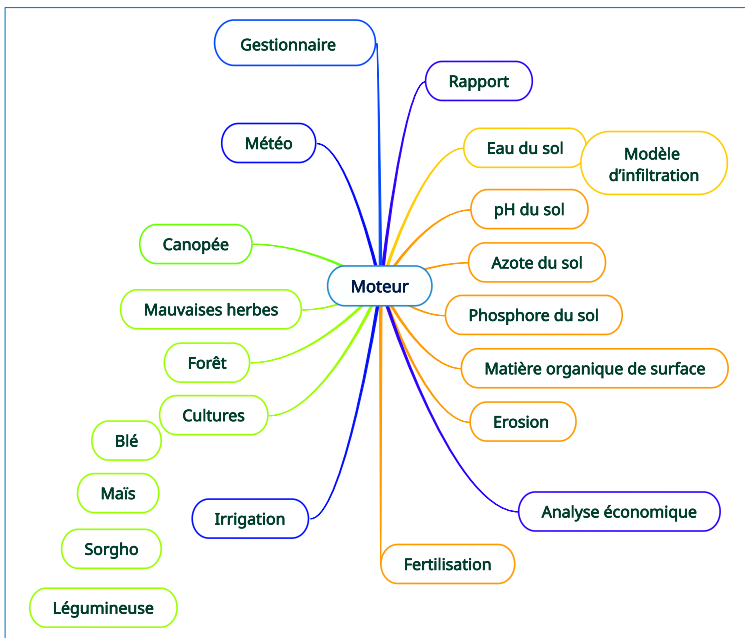 Gestionnaire
Rapport
Météo
Eau du sol
Modèle
d'infiltration
pH du sol
Canopée
Azote du sol
Moteur
Mauvaises herbes
Phosphore du sol
Forêt
Matière organique de surface
Cultures
Erosion
Blé
Maïs
Irrigation
Analyse économique
Sorgho
Fertilisation
Légumineuse